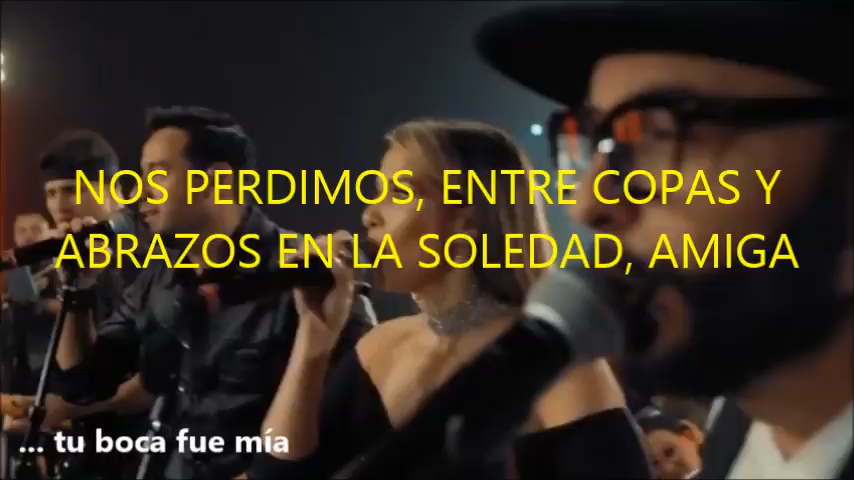 NOS PERDIMOS, ENTRE COPAS Y
ABRAZOS EN LA SOLEDAD, AMIGA
... tu boca fue mía